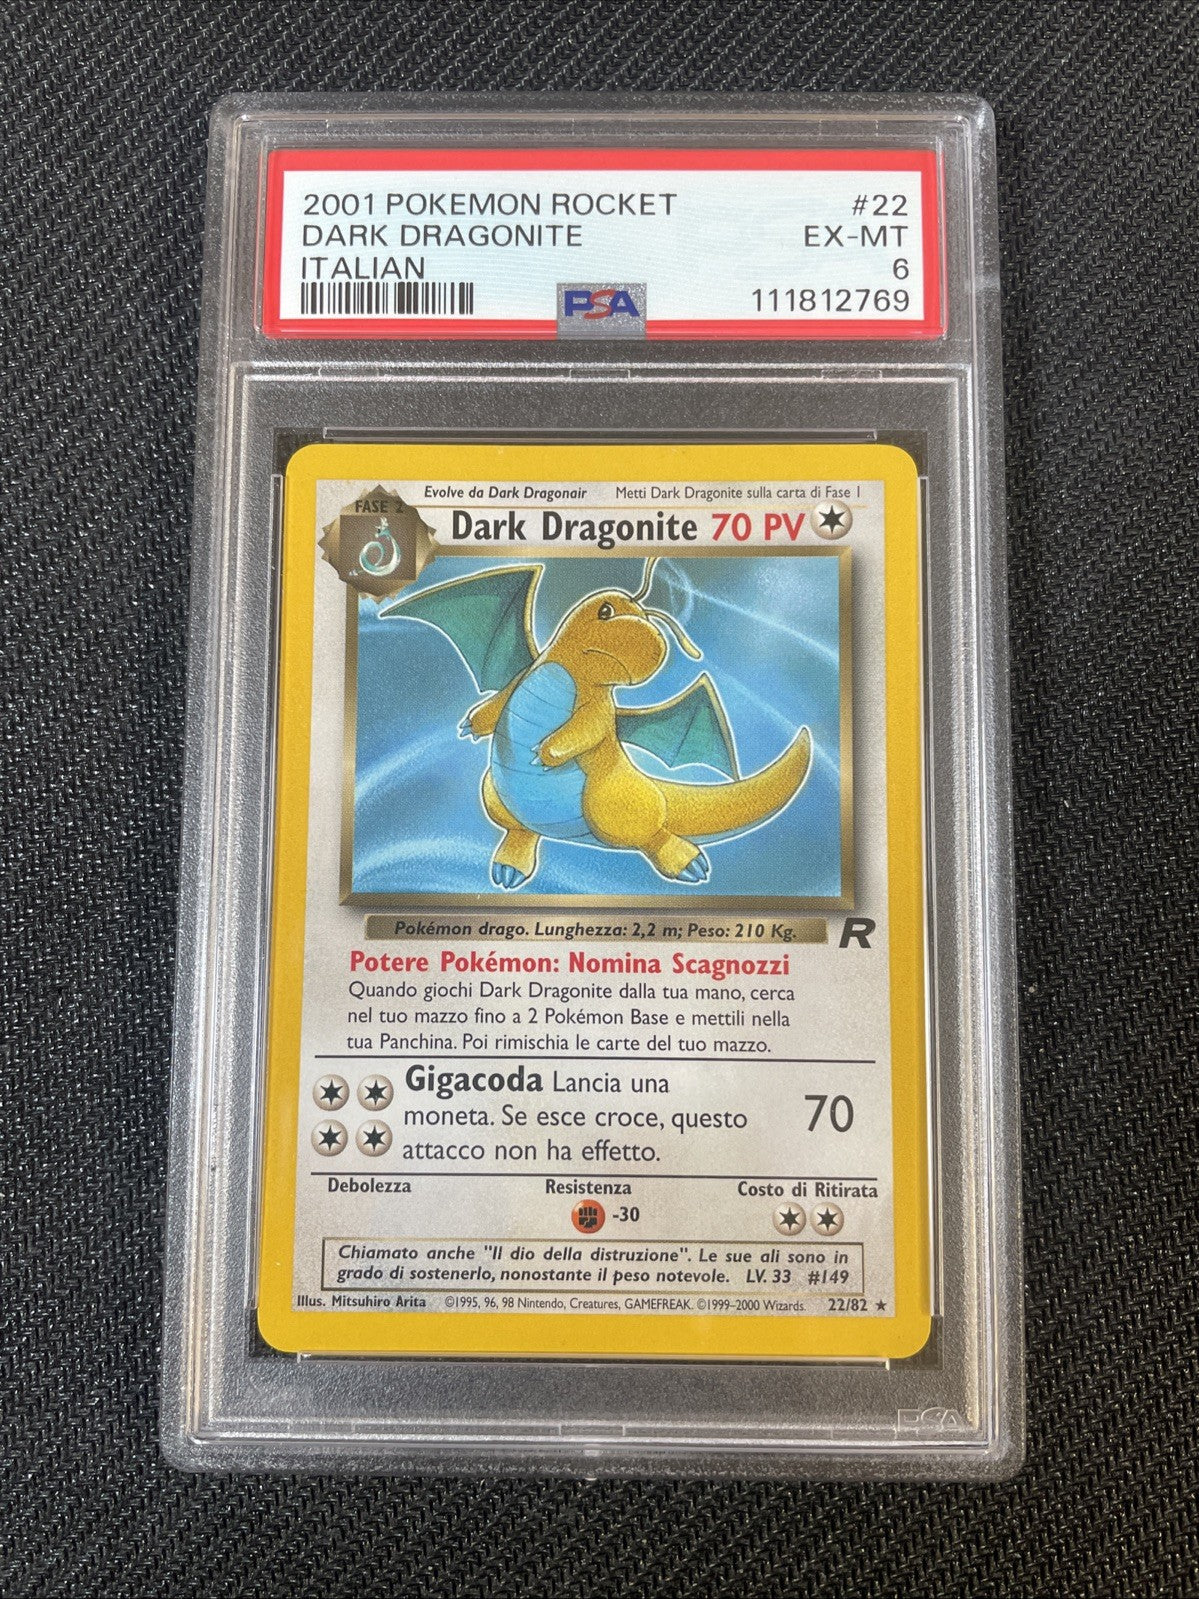 2001 POKEMON ROCKET #22
DARK DRAGONITE EX-MT
ITALIAN 6
PSA 111812769
Evolve da Dark Dragonair Metti Dark Dragonite sulla carta di Fase 1
FASE 2
Dark Dragonite 70 PV
Pokémon drago. Lunghezza: 2,2 m; Peso: 210 Kg.
R
Potere Pokémon: Nomina Scagnozzi
Quando giochi Dark Dragonite dalla tua mano, cerca
nel tuo mazzo fino a 2 Pokémon Base e mettili nella
tua Panchina. Poi rimischia le carte del tuo mazzo.
Gigacoda Lancia una
moneta. Se esce croce, questo 70
attacco non ha effetto.
Debolezza Resistenza Costo di Ritirata
-30
Chiamato anche "Il dio della distruzione". Le sue ali sono in
grado di sostenerlo, nonostante il peso notevole. LV. 33 #149
Illus. Mitsuhiro Arita ©1995, 96, 98 Nintendo, Creatures, GAMEFREAK. ©1999-2000 Wizards. 22/82 ★
PSA